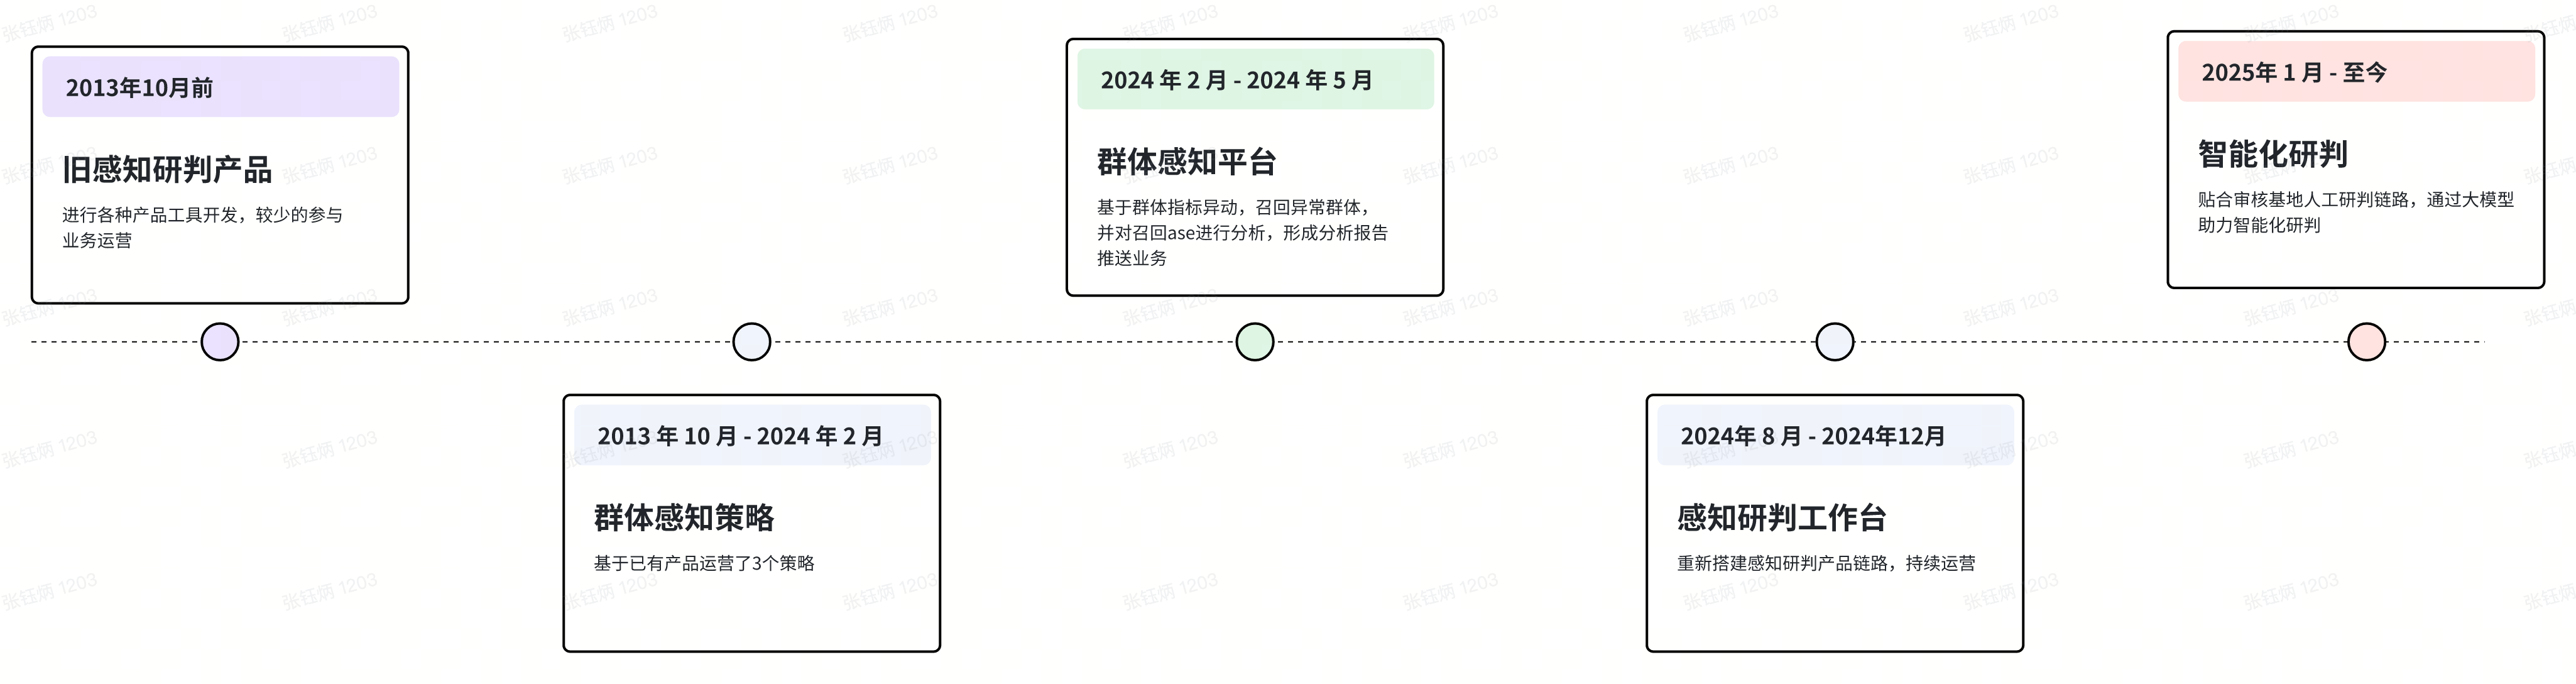 2013年10月前
旧感知研判产品
进行各种产品工具开发，较少的参与
业务运营
2013 年 10 月 - 2024 年 2 月
群体感知策略
基于已有产品运营了3个策略
2024 年 2 月 - 2024 年 5 月
群体感知平台
基于群体指标异动，召回异常群体，
并对召回ase进行分析，形成分析报告
推送业务
2024年 8 月 - 2024年12月
感知研判工作台
重新搭建感知研判产品链路，持续运营
2025年 1 月 - 至今
智能化研判
贴合审核基地人工研判链路，通过大模型
助力智能化研判
张钰炳 1203